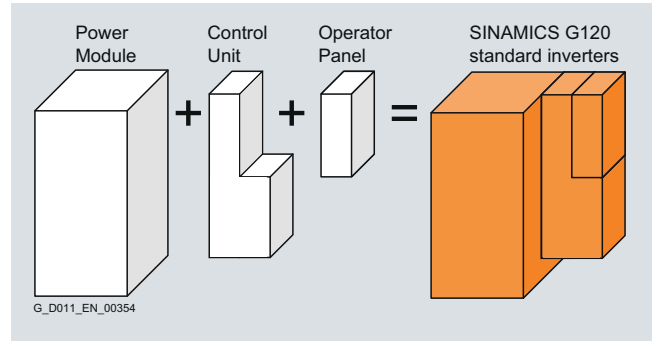 Power
Module
Control
Unit
Operator
Panel
SINAMICS G120
standard inverters
+
+
=
G_D011_EN_00354